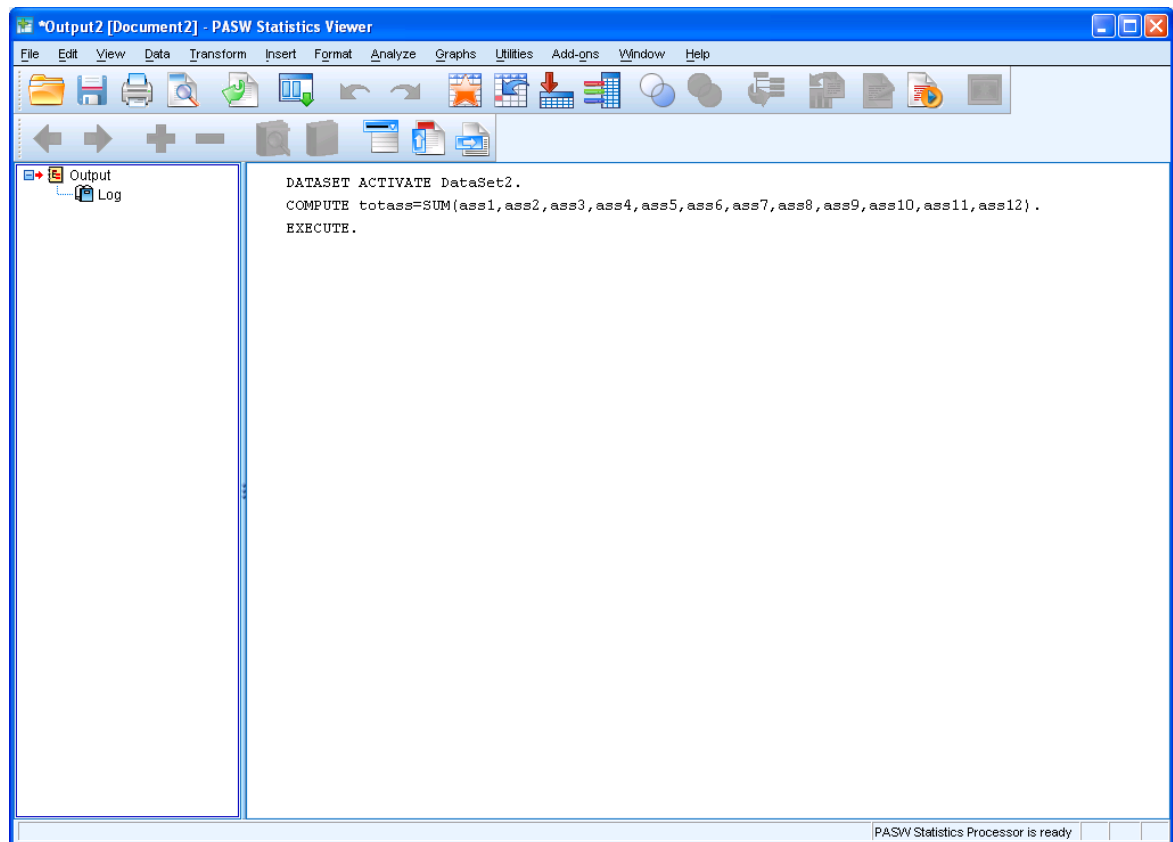 *Output2 [Document2] - PASW Statistics Viewer
File Edit View Data Transform Insert Format Analyze Graphs Utilities Add-ons Window Help
Output
Log
DATASET ACTIVATE DataSet2.
COMPUTE totass=SUM(ass1,ass2,ass3,ass4,ass5,ass6,ass7,ass8,ass9,ass10,ass11,ass12).
EXECUTE.
PASW Statistics Processor is ready